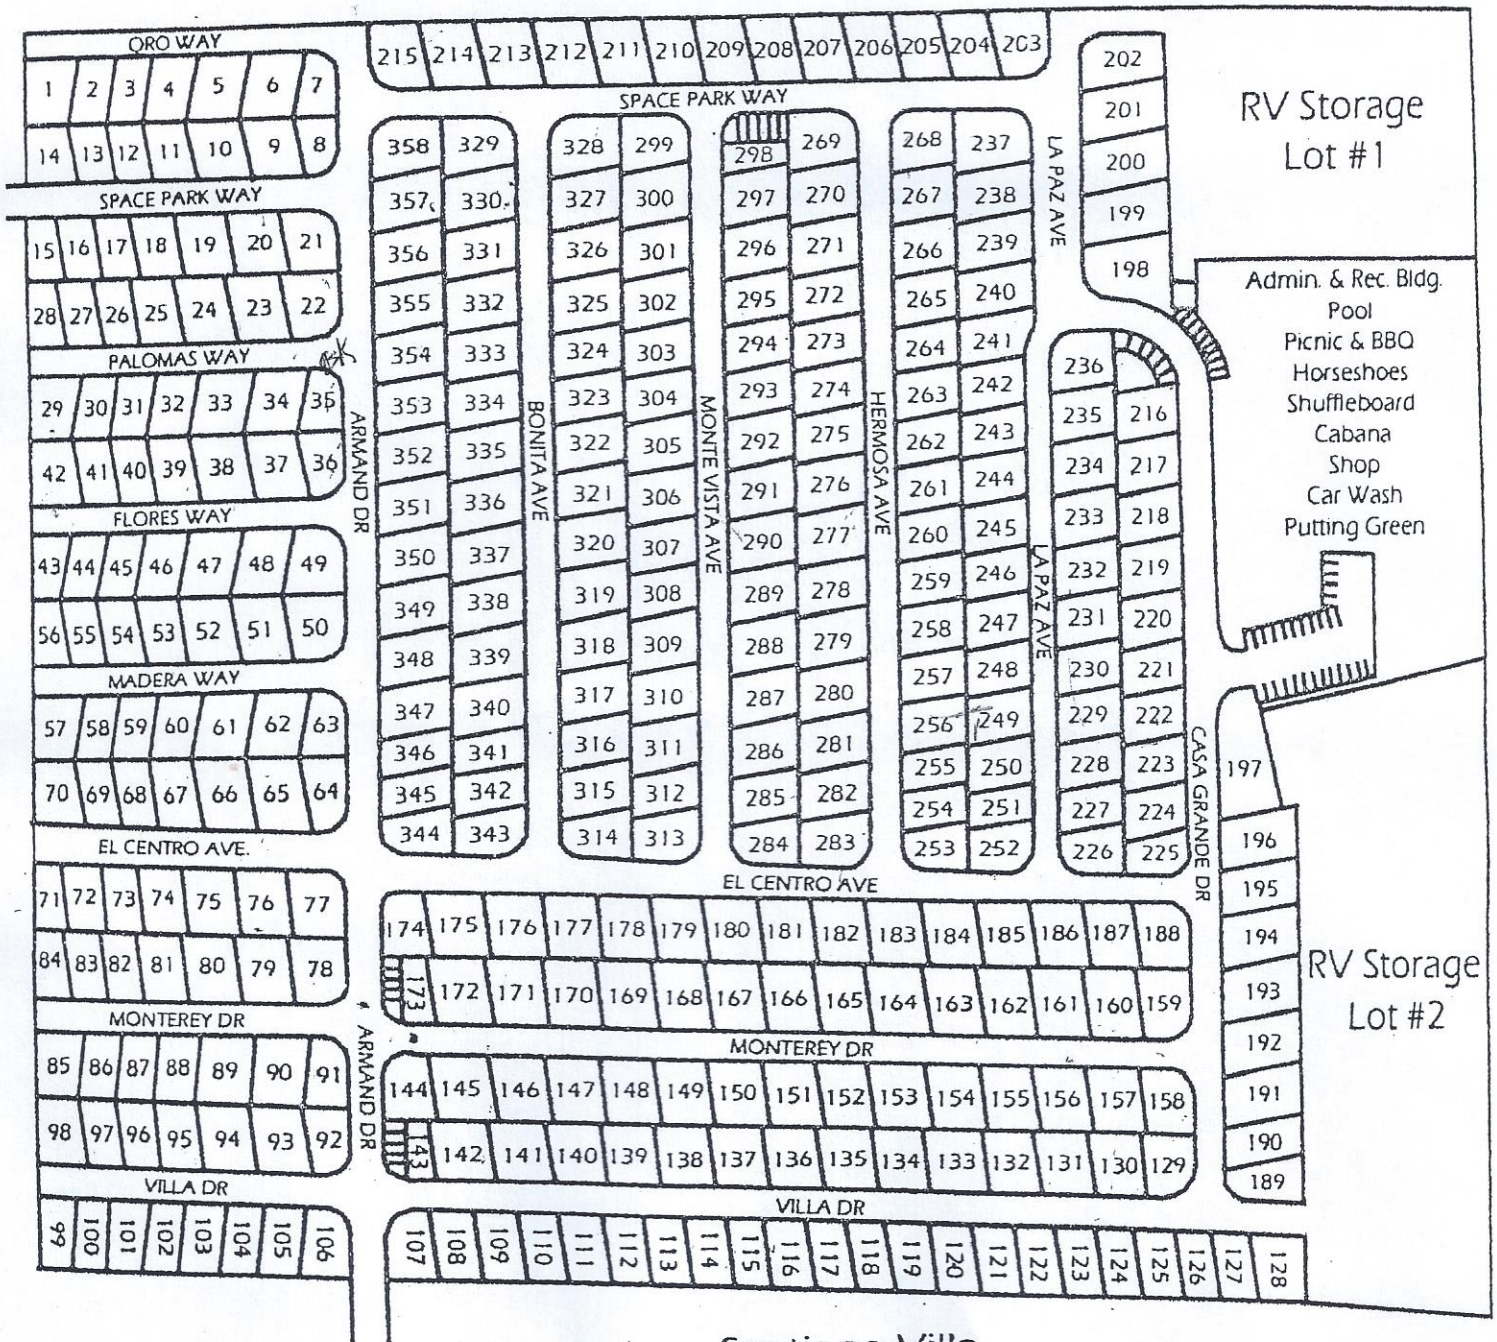 ORO WAY
1 2 3 4 5 6 7
14 13 12 11 10 9 8
SPACE PARK WAY
15 16 17 18 19 20 21
28 27 26 25 24 23 22
PALOMAS WAY
29 30 31 32 33 34 35
42 41 40 39 38 37 36
FLORES WAY
43 44 45 46 47 48 49
56 55 54 53 52 51 50
MADERA WAY
57 58 59 60 61 62 63
70 69 68 67 66 65 64
EL CENTRO AVE.
71 72 73 74 75 76 77
84 83 82 81 80 79 78
MONTEREY DR
85 86 87 88 89 90 91
98 97 96 95 94 93 92
VILLA DR
99 100 101 102 103 104 105 106
ARMAND DR
ARMAND DR
215 214 213 212 211 210 209 208 207 206 205 204 203
SPACE PARK WAY
358 329
357 330
356 331
355 332
354 333
353 334
352 335
351 336
350 337
349 338
348 339
347 340
346 341
345 342
344 343
BONITA AVE
328 299
327 300
326 301
325 302
324 303
323 304
322 305
321 306
320 307
319 308
318 309
317 310
316 311
315 312
314 313
MONTE VISTA AVE
298 269
297 270
296 271
295 272
294 273
293 274
292 275
291 276
290 277
289 278
288 279
287 280
286 281
285 282
284 283
HERMOSA AVE
268 237
267 238
266 239
265 240
264 241
263 242
262 243
261 244
260 245
259 246
258 247
257 248
256 249
255 250
254 251
253 252
LA PAZ AVE
LA PAZ AVE
202
201
200
199
198
236
235 216
234 217
233 218
232 219
231 220
230 221
229 222
228 223
227 224
226 225
CASA GRANDE DR
RV Storage
Lot #1
Admin. & Rec. Bldg.
Pool
Picnic & BBQ
Horseshoes
Shuffleboard
Cabana
Shop
Car Wash
Putting Green
197
196
195
194
193
192
191
190
189
RV Storage
Lot #2
EL CENTRO AVE
174 175 176 177 178 179 180 181 182 183 184 185 186 187 188
173 172 171 170 169 168 167 166 165 164 163 162 161 160 159
MONTEREY DR
144 145 146 147 148 149 150 151 152 153 154 155 156 157 158
143 142 141 140 139 138 137 136 135 134 133 132 131 130 129
VILLA DR
107 108 109 110 111 112 113 114 115 116 117 118 119 120 121 122 123 124 125 126 127 128